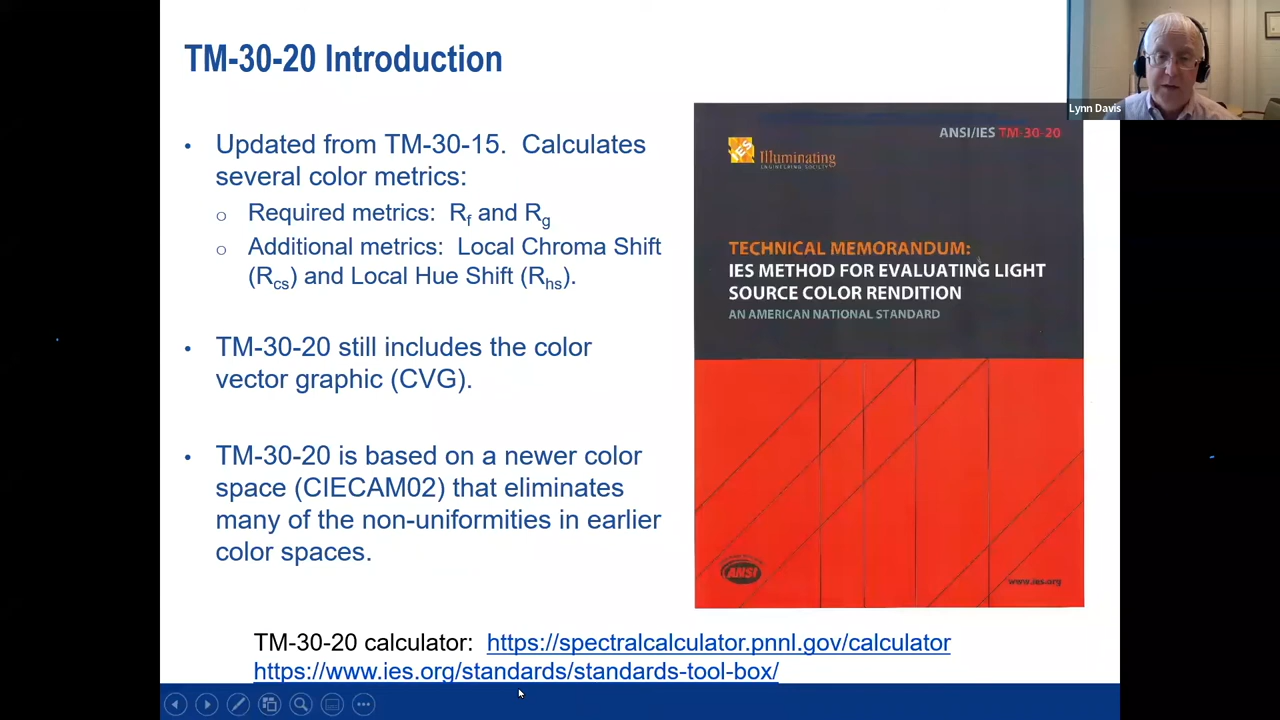 TM-30-20 Introduction
Lynn Davis
• Updated from TM-30-15. Calculates
several color metrics:
o Required metrics: Rf and Rg
o Additional metrics: Local Chroma Shift
(Rcs) and Local Hue Shift (Rhs).
• TM-30-20 still includes the color
vector graphic (CVG).
• TM-30-20 is based on a newer color
space (CIECAM02) that eliminates
many of the non-uniformities in earlier
color spaces.
ANSI/IES TM-30-20
IES
Illuminating
ENGINEERING SOCIETY
TECHNICAL MEMORANDUM:
IES METHOD FOR EVALUATING LIGHT
SOURCE COLOR RENDITION
AN AMERICAN NATIONAL STANDARD
ANSI
www.ies.org
TM-30-20 calculator: https://spectralcalculator.pnnl.gov/calculator
https://www.ies.org/standards/standards-tool-box/